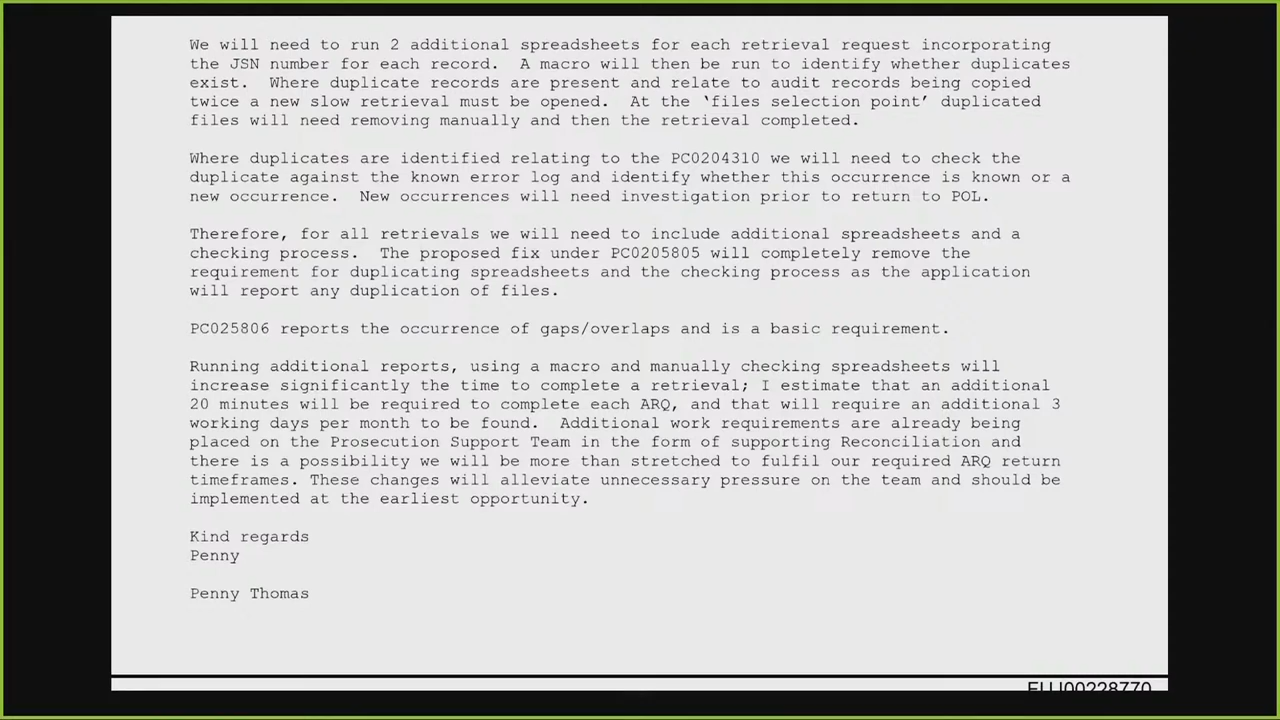 We will need to run 2 additional spreadsheets for each retrieval request incorporating
the JSN number for each record.  A macro will then be run to identify whether duplicates
exist.  Where duplicate records are present and relate to audit records being copied
twice a new slow retrieval must be opened.  At the ‘files selection point’ duplicated
files will need removing manually and then the retrieval completed.
Where duplicates are identified relating to the PC0204310 we will need to check the
duplicate against the known error log and identify whether this occurrence is known or a
new occurrence.  New occurrences will need investigation prior to return to POL.
Therefore, for all retrievals we will need to include additional spreadsheets and a
checking process.  The proposed fix under PC0205805 will completely remove the
requirement for duplicating spreadsheets and the checking process as the application
will report any duplication of files.
PC025806 reports the occurrence of gaps/overlaps and is a basic requirement.
Running additional reports, using a macro and manually checking spreadsheets will
increase significantly the time to complete a retrieval; I estimate that an additional
20 minutes will be required to complete each ARQ, and that will require an additional 3
working days per month to be found.  Additional work requirements are already being
placed on the Prosecution Support Team in the form of supporting Reconciliation and
there is a possibility we will be more than stretched to fulfil our required ARQ return
timeframes. These changes will alleviate unnecessary pressure on the team and should be
implemented at the earliest opportunity.
Kind regards
Penny
Penny Thomas
FUJ00228770